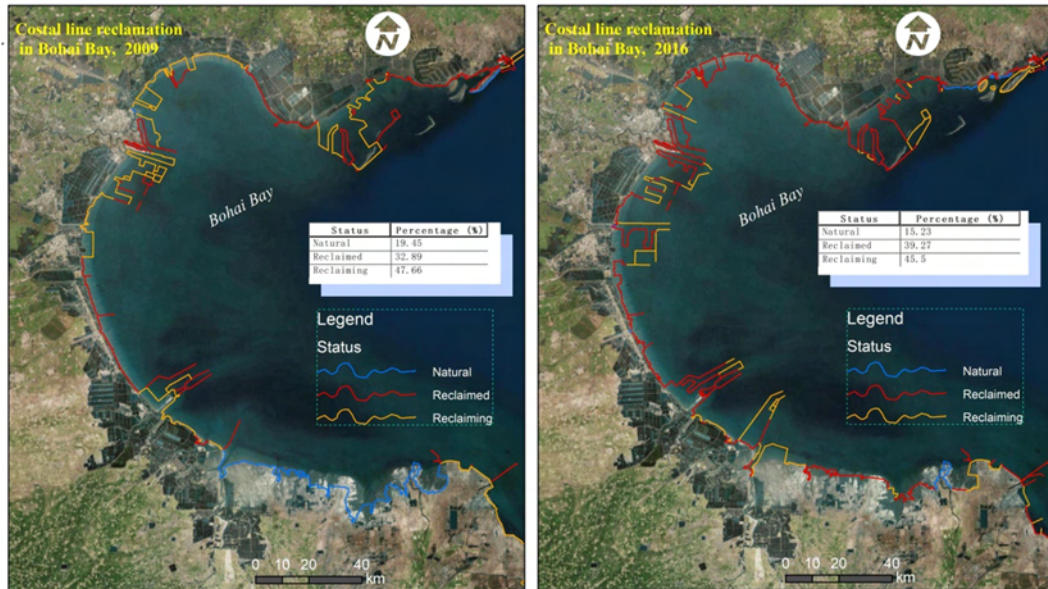 Costal line reclamation
in Bohai Bay, 2009
N
Bohai Bay
Status Percentage (%)
Natural 19.45
Reclaimed 32.89
Reclaiming 47.66
Legend
Status
Natural
Reclaimed
Reclaiming
0 10 20 40
km
Costal line reclamation
in Bohai Bay, 2016
N
Bohai Bay
Status Percentage (%)
Natural 15.23
Reclaimed 39.27
Reclaiming 45.5
Legend
Status
Natural
Reclaimed
Reclaiming
0 10 20 40
km